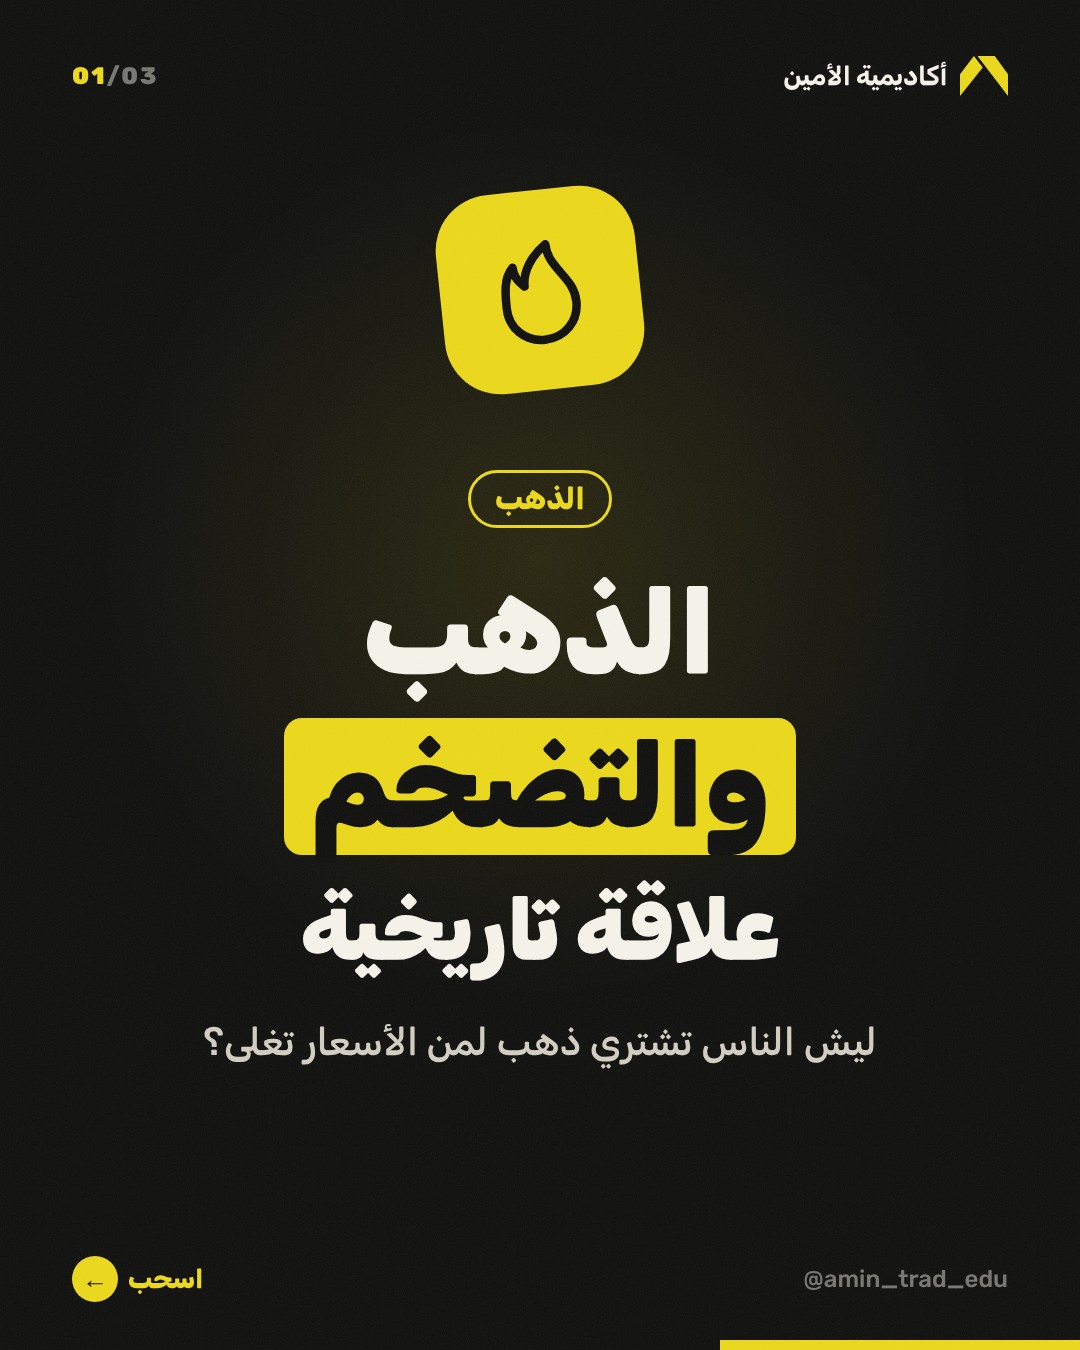 أكاديمية الأمين
01/03
الذهب
الذهب
والتضخم
علاقة تاريخية
ليش الناس تشتري ذهب لمن الأسعار تغلى؟
@amin_trad_edu
اسحب ←